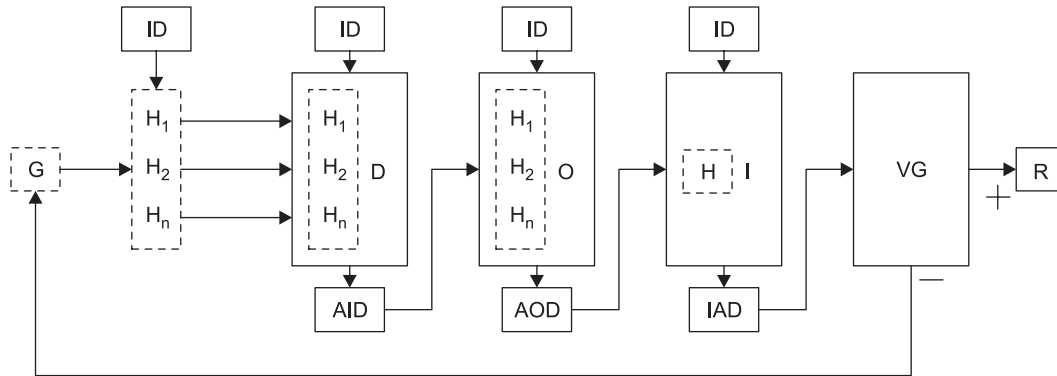 ID ID ID ID
H1 H1 H1
G H2 H2 D H2 O H I VG R
Hn Hn Hn
+
−
AID AOD IAD